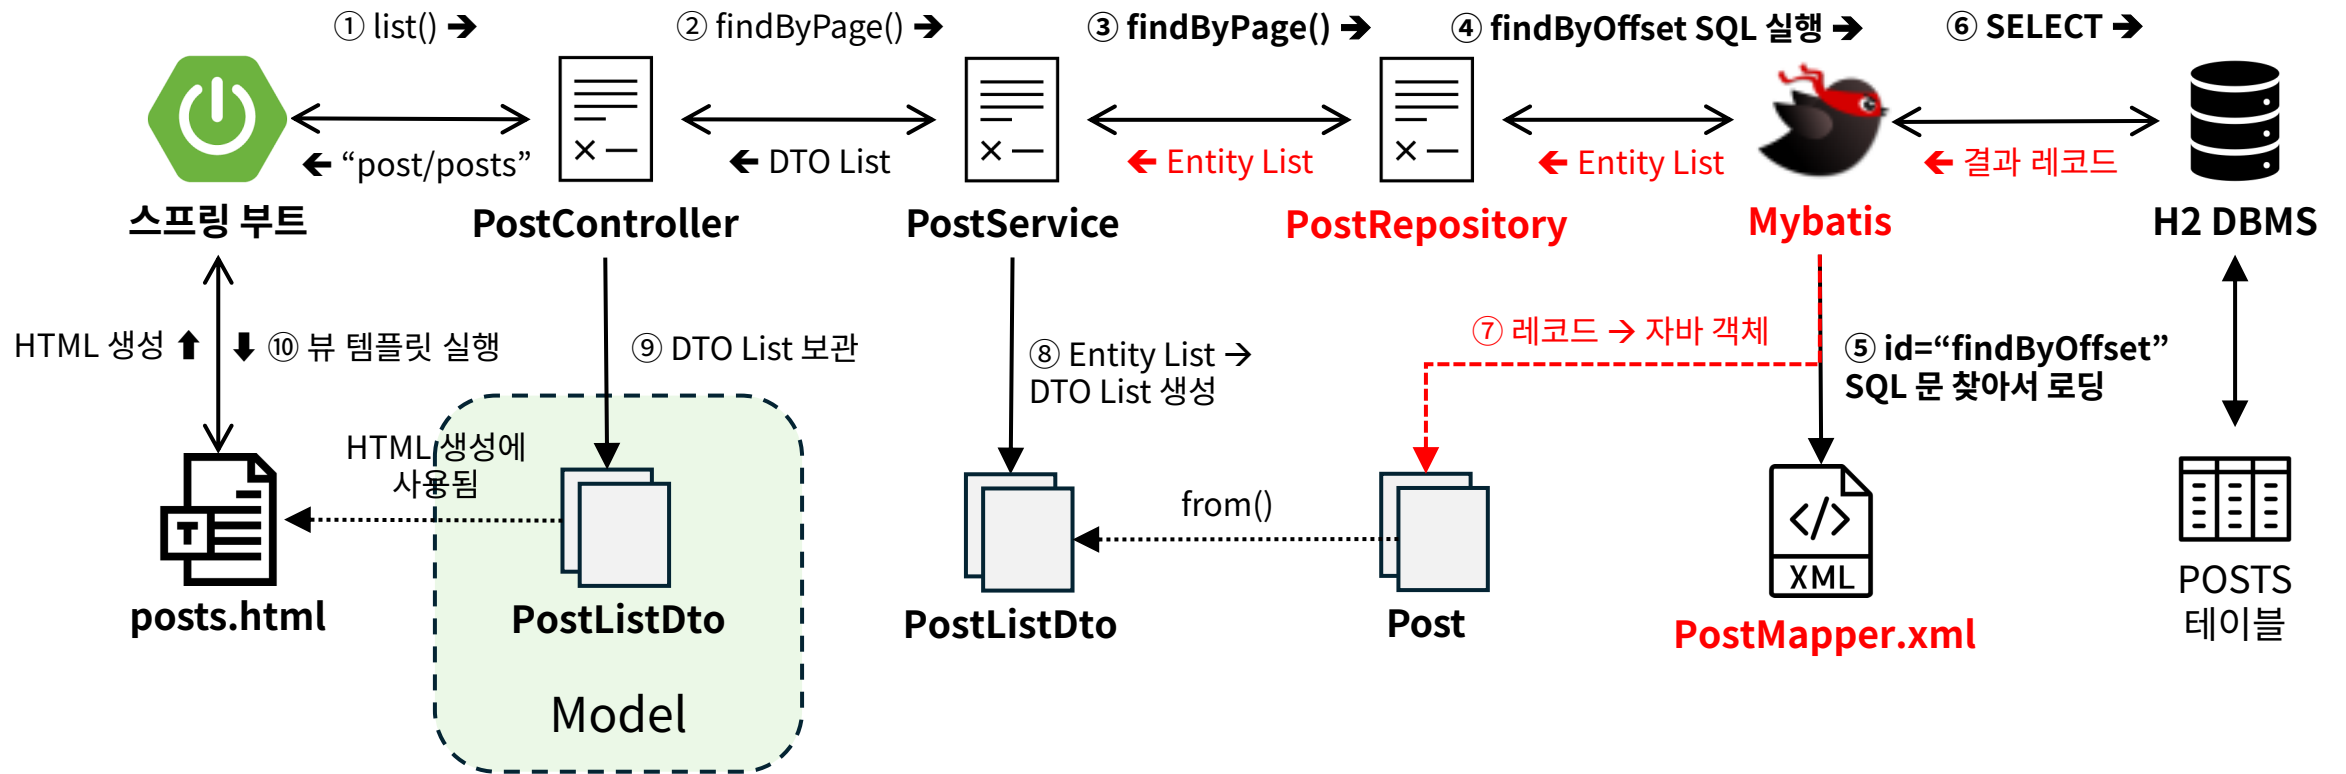 ① list() →
② findByPage() →
③ findByPage() →
④ findByOffset SQL 실행 →
⑥ SELECT →
← “post/posts”
← DTO List
← Entity List
← Entity List
← 결과 레코드
스프링 부트
PostController
PostService
PostRepository
Mybatis
H2 DBMS
HTML 생성 ↑
↓ ⑩ 뷰 템플릿 실행
⑨ DTO List 보관
⑧ Entity List →
DTO List 생성
⑦ 레코드 → 자바 객체
⑤ id=“findByOffset”
SQL 문 찾아서 로딩
HTML 생성에
사용됨
from()
T
XML
posts.html
PostListDto
PostListDto
Post
PostMapper.xml
POSTS
테이블
Model